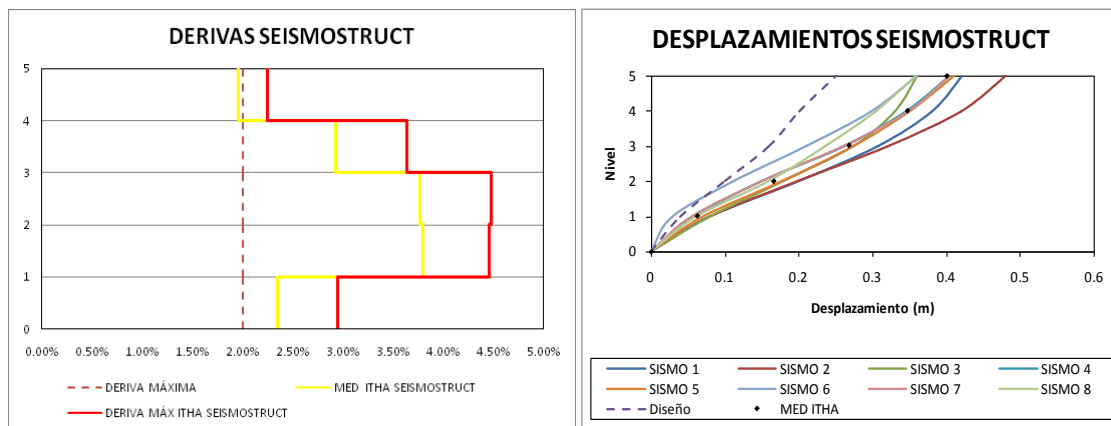 DERIVAS SEISMOSTRUCT
5
4
3
2
1
0
0.00% 0.50% 1.00% 1.50% 2.00% 2.50% 3.00% 3.50% 4.00% 4.50% 5.00%
DERIVA MÁXIMA MED ITHA SEISMOSTRUCT
DERIVA MÁX ITHA SEISMOSTRUCT
DESPLAZAMIENTOS SEISMOSTRUCT
Nivel
5
4
3
2
1
0
0 0.1 0.2 0.3 0.4 0.5 0.6
Desplazamiento (m)
SISMO 1 SISMO 2 SISMO 3 SISMO 4
SISMO 5 SISMO 6 SISMO 7 SISMO 8
Diseño MED ITHA